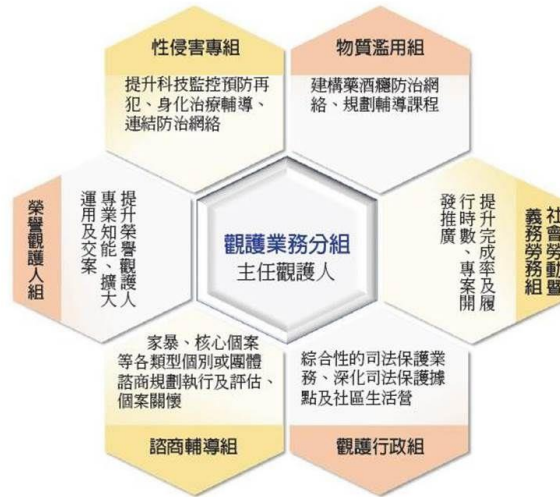 性侵害專組
提升科技監控預防再
犯、身化治療輔導、
連結防治網絡
物質濫用組
建構藥酒癮防治網
絡、規劃輔導課程
榮譽觀護人組
提升榮譽觀護人
專業知能、擴大
運用及交案
觀護業務分組
主任觀護人
提升完成率及履
行時數、專案開
發推廣
社會勞動暨
義務勞務組
家暴、核心個案
等各類型個別或團體
諮商規劃執行及評估、
個案關懷
諮商輔導組
綜合性的司法保護業
務、深化司法保護據
點及社區生活營
觀護行政組